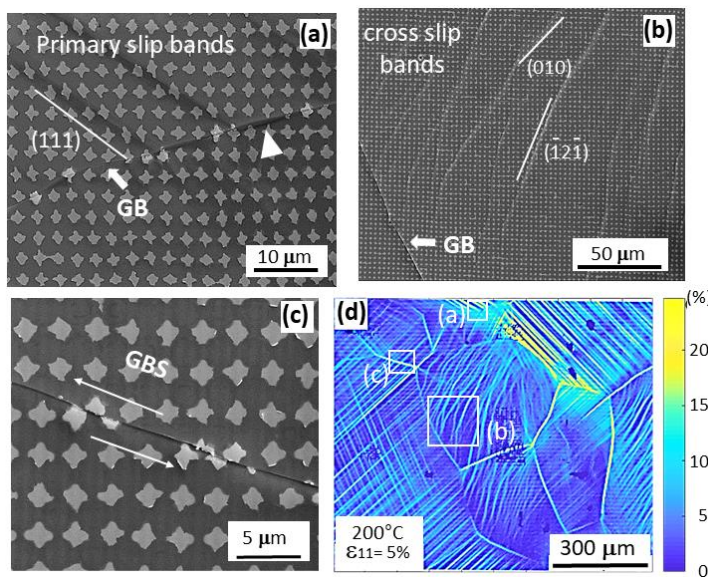 Primary slip bands
(a)
(111)
GB
10 µm
cross slip
bands
(b)
(010)
(1̄21̄)
GB
50 µm
(c)
GBS
5 µm
(d)
(a)
(c)
(b)
200°C
ε11= 5%
300 µm
(%)
20
15
10
5
0